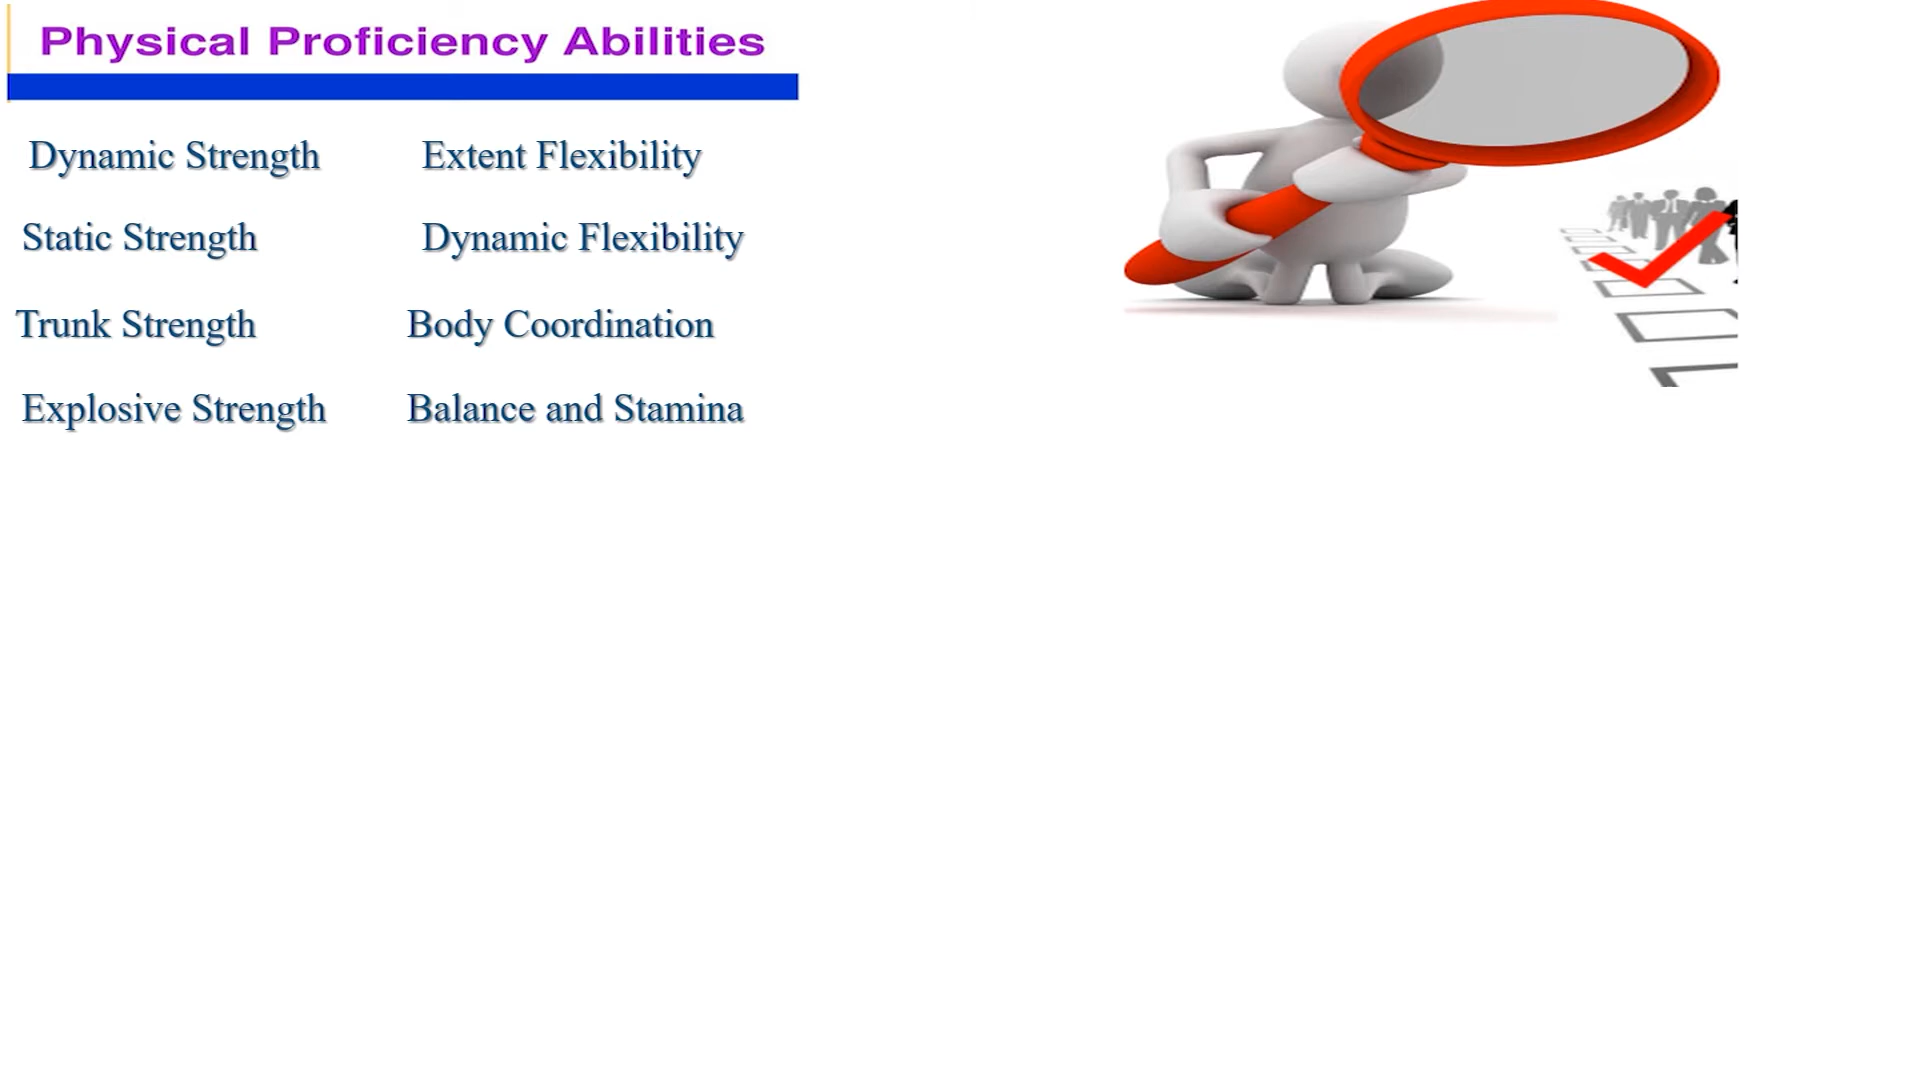 Physical Proficiency Abilities
Dynamic Strength
Static Strength
Trunk Strength
Explosive Strength
Extent Flexibility
Dynamic Flexibility
Body Coordination
Balance and Stamina